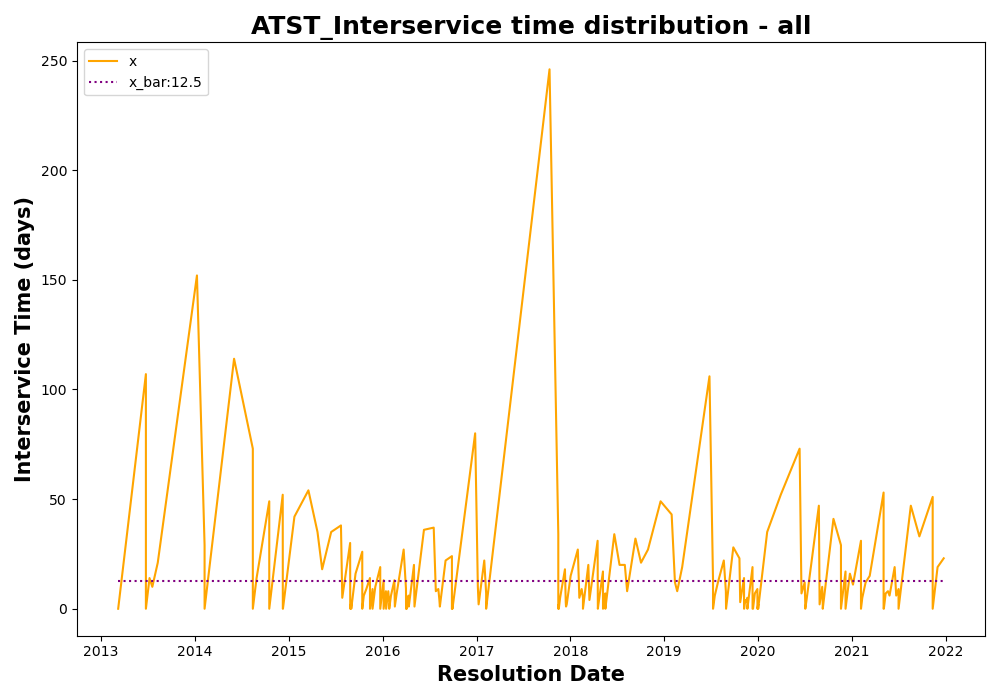 ATST_Interservice time distribution - all
x
x_bar:12.5
Interservice Time (days)
250
200
150
100
50
0
2013 2014 2015 2016 2017 2018 2019 2020 2021 2022
Resolution Date